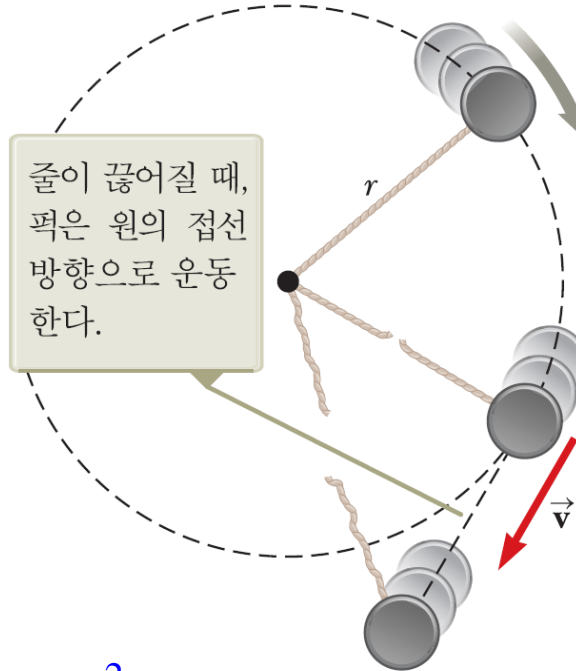 r
줄이 끊어질 때,
퍽은 원의 접선
방향으로 운동
한다.
v